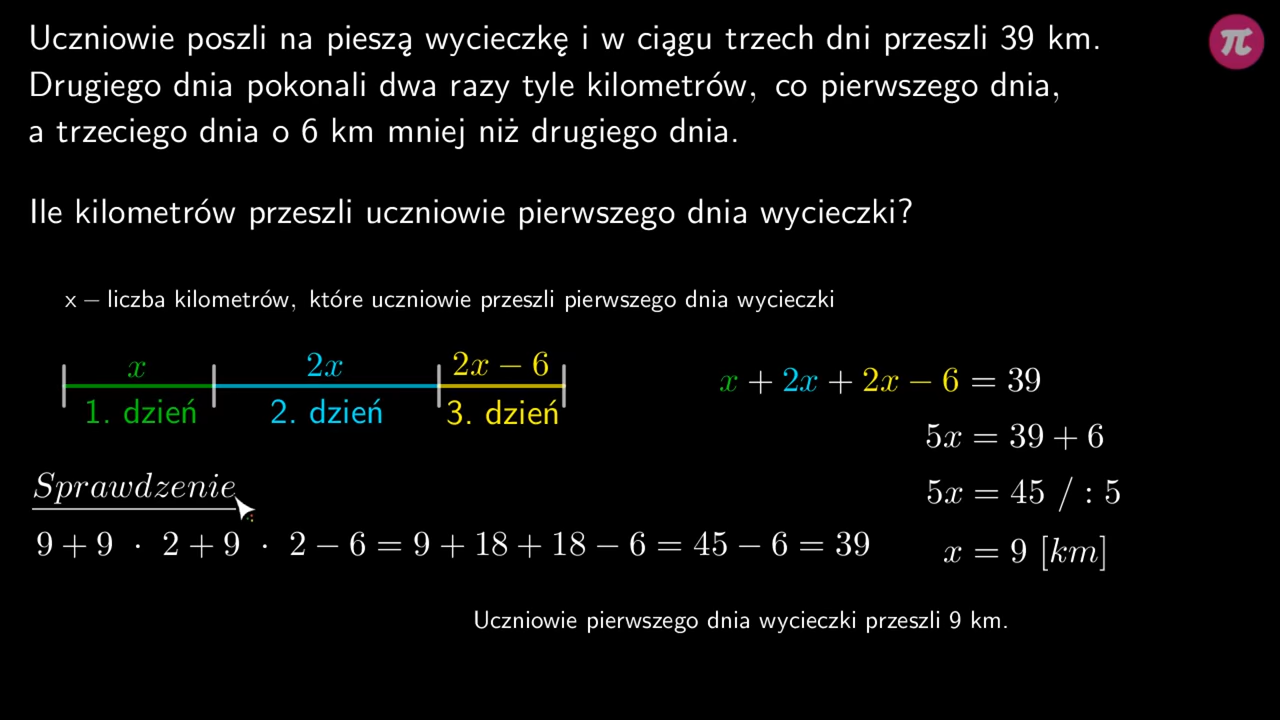 Uczniowie poszli na pieszą wycieczkę i w ciągu trzech dni przeszli 39 km.
Drugiego dnia pokonali dwa razy tyle kilometrów, co pierwszego dnia,
a trzeciego dnia o 6 km mniej niż drugiego dnia.
Ile kilometrów przeszli uczniowie pierwszego dnia wycieczki?
x – liczba kilometrów, które uczniowie przeszli pierwszego dnia wycieczki
x 2x 2x − 6
1. dzień 2. dzień 3. dzień
x + 2x + 2x − 6 = 39
5x = 39 + 6
5x = 45 / : 5
x = 9 [km]
Sprawdzenie
9 + 9 · 2 + 9 · 2 − 6 = 9 + 18 + 18 − 6 = 45 − 6 = 39
Uczniowie pierwszego dnia wycieczki przeszli 9 km.
π